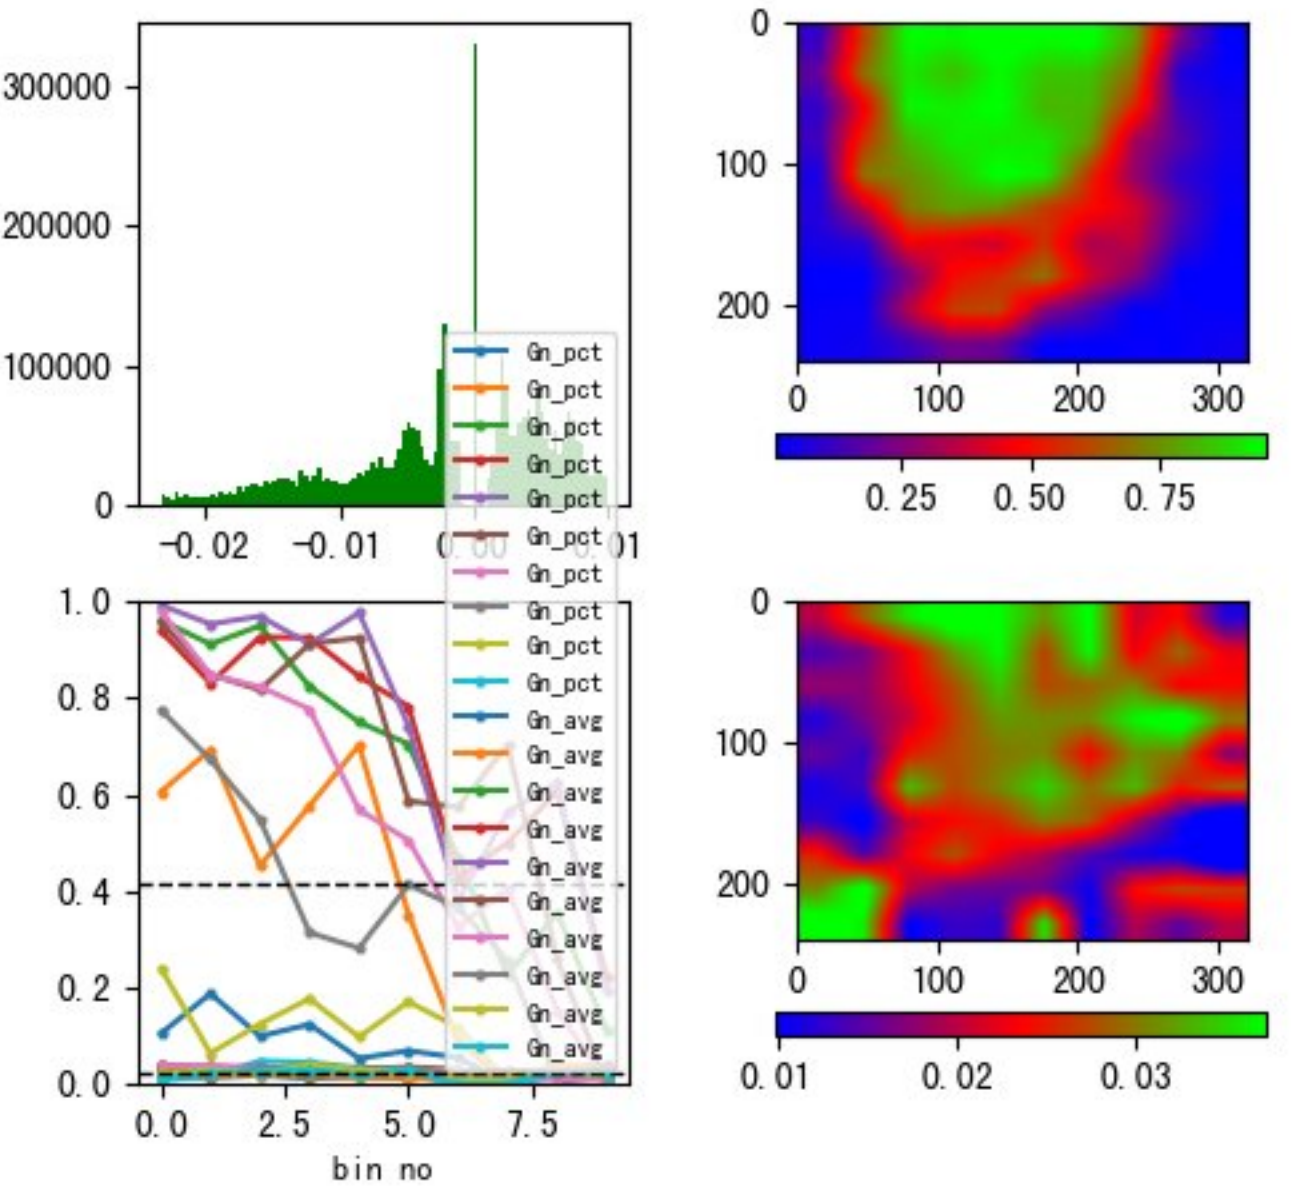 300000
200000
100000
0
-0.02 -0.01 0.00 0.01
0
100
200
0 100 200 300
0.25 0.50 0.75
Gn_pct
Gn_pct
Gn_pct
Gn_pct
Gn_pct
Gn_pct
Gn_pct
Gn_pct
Gn_pct
Gn_pct
Gn_avg
Gn_avg
Gn_avg
Gn_avg
Gn_avg
Gn_avg
Gn_avg
Gn_avg
Gn_avg
Gn_avg
1.0
0.8
0.6
0.4
0.2
0.0
0.0 2.5 5.0 7.5
bin no
0
100
200
0 100 200 300
0.01 0.02 0.03